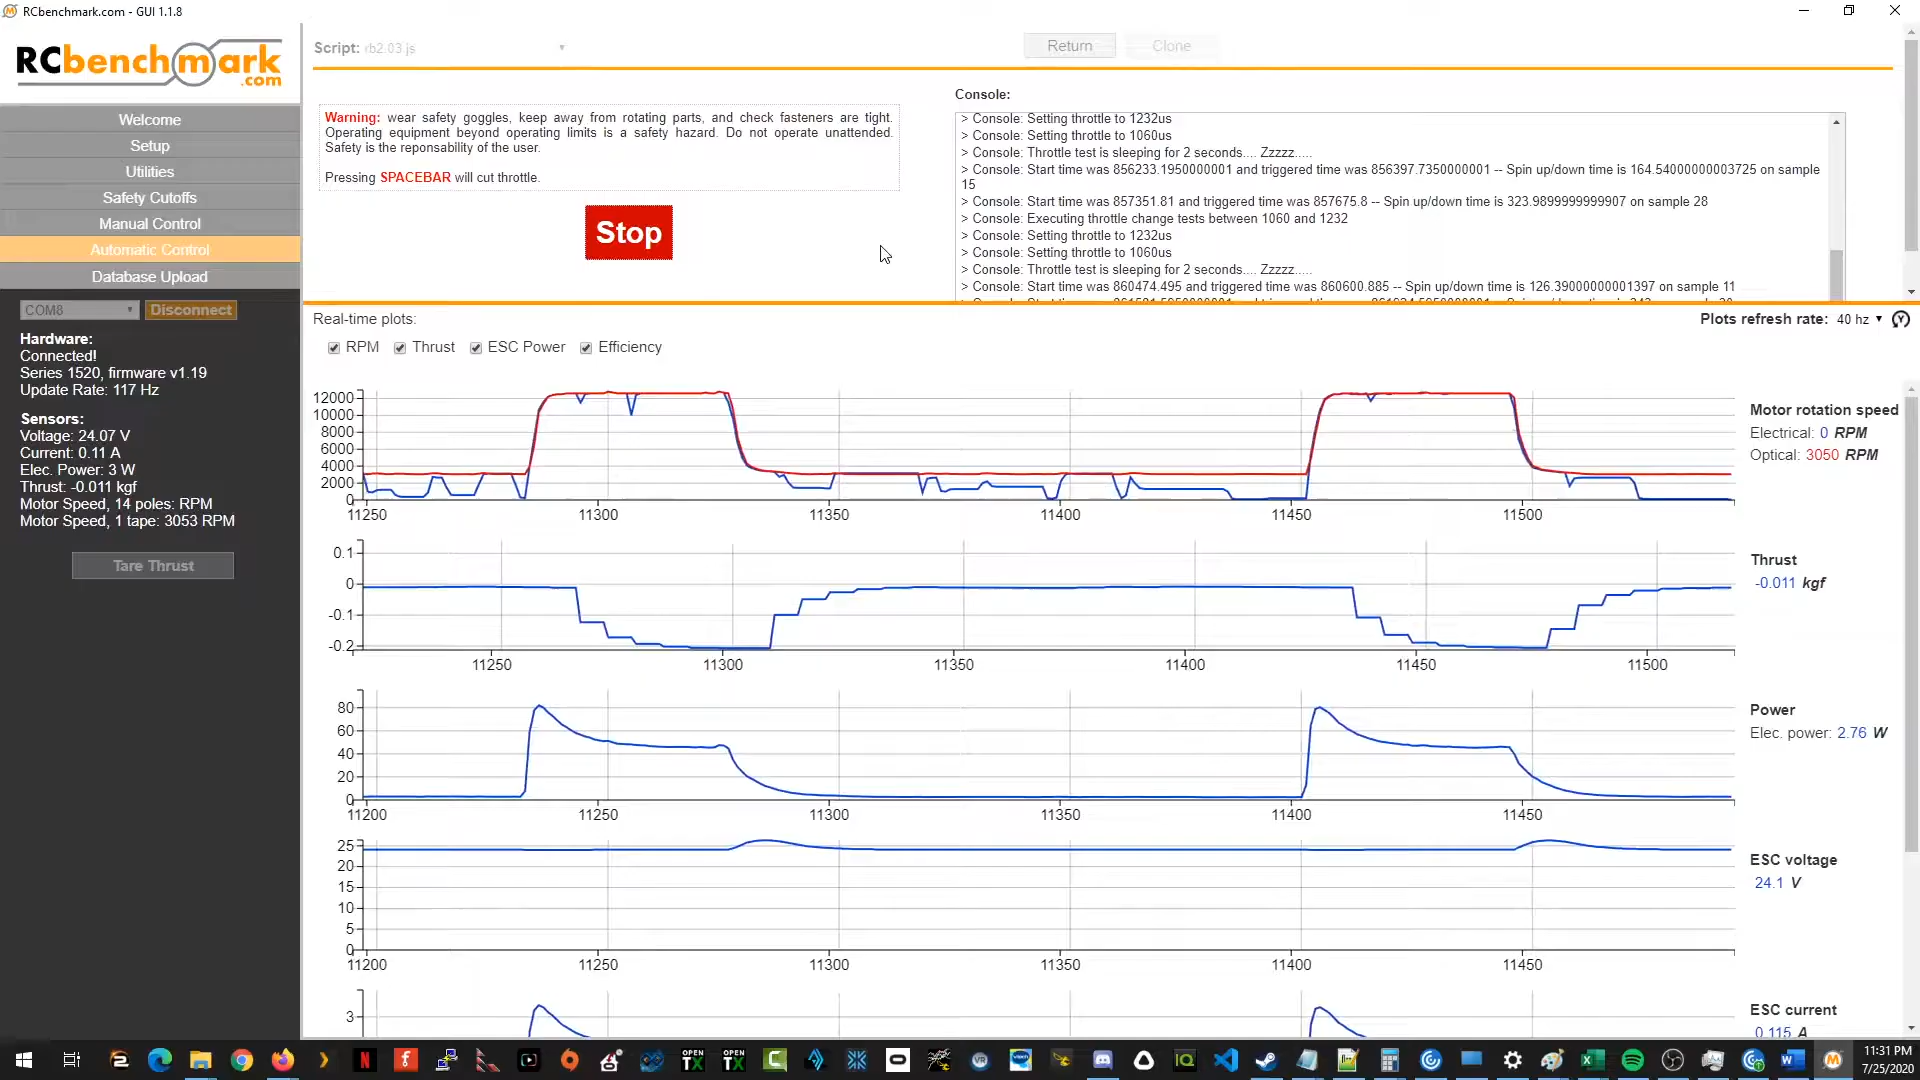 RCbenchmark.com - GUI 1.1.8
RCbenchmark
.com
Welcome
Setup
Utilities
Safety Cutoffs
Manual Control
Automatic Control
Database Upload
COM8
Disconnect
Hardware:
Connected!
Series 1520, firmware v1.19
Update Rate: 117 Hz
Sensors:
Voltage: 24.07 V
Current: 0.11 A
Elec. Power: 3 W
Thrust: -0.011 kgf
Motor Speed, 14 poles: RPM
Motor Speed, 1 tape: 3053 RPM
Tare Thrust
Script: rb2.03.js
Return
Clone
Warning: wear safety goggles, keep away from rotating parts, and check fasteners are tight.
Operating equipment beyond operating limits is a safety hazard. Do not operate unattended.
Safety is the reponsability of the user.
Pressing SPACEBAR will cut throttle.
Stop
Console:
> Console: Setting throttle to 1232us
> Console: Setting throttle to 1060us
> Console: Throttle test is sleeping for 2 seconds.... Zzzzz.....
> Console: Start time was 856233.1950000001 and triggered time was 856397.7350000001 -- Spin up/down time is 164.54000000003725 on sample
15
> Console: Start time was 857351.81 and triggered time was 857675.8 -- Spin up/down time is 323.9899999999907 on sample 28
> Console: Executing throttle change tests between 1060 and 1232
> Console: Setting throttle to 1232us
> Console: Setting throttle to 1060us
> Console: Throttle test is sleeping for 2 seconds.... Zzzzz.....
> Console: Start time was 860474.495 and triggered time was 860600.885 -- Spin up/down time is 126.39000000001397 on sample 11
Real-time plots:
Plots refresh rate: 40 hz
RPM Thrust ESC Power Efficiency
12000
10000
8000
6000
4000
2000
0
11250 11300 11350 11400 11450 11500
Motor rotation speed
Electrical: 0 RPM
Optical: 3050 RPM
0.1
0
-0.1
-0.2
11250 11300 11350 11400 11450 11500
Thrust
-0.011 kgf
80
60
40
20
0
11200 11250 11300 11350 11400 11450
Power
Elec. power: 2.76 W
25
20
15
10
5
0
11200 11250 11300 11350 11400 11450
ESC voltage
24.1 V
3
ESC current
0.115 A
OPEN TX
OPEN TX
VR
IQ
11:31 PM
7/25/2020